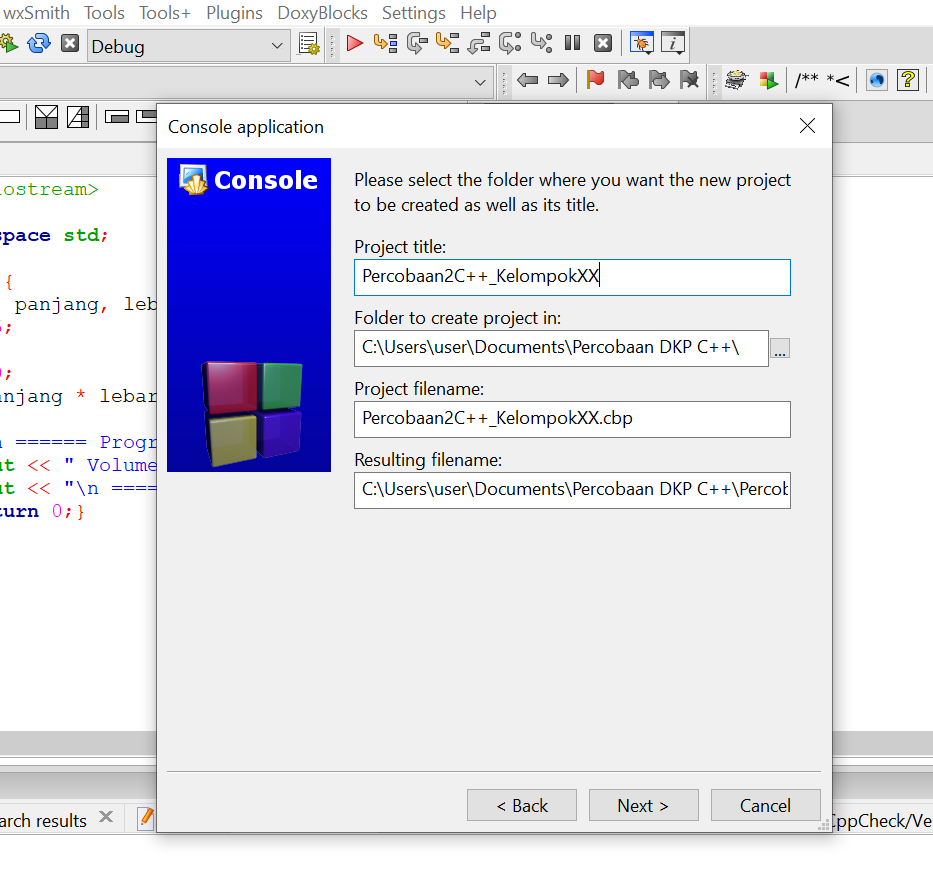 wxSmith Tools Tools+ Plugins DoxyBlocks Settings Help
Debug
/** *<
Console application
Console
Please select the folder where you want the new project
to be created as well as its title.
Project title:
Percobaan2C++_KelompokXX
Folder to create project in:
C:\Users\user\Documents\Percobaan DKP C++\
...
Project filename:
Percobaan2C++_KelompokXX.cbp
Resulting filename:
C:\Users\user\Documents\Percobaan DKP C++\Percob
< Back Next > Cancel
iostream>
space std;
{
panjang, leb
;
;
anjang * lebar
====== Progr
ut << " Volume
ut << "\n ====
turn 0;}
arch results
CppCheck/Ve